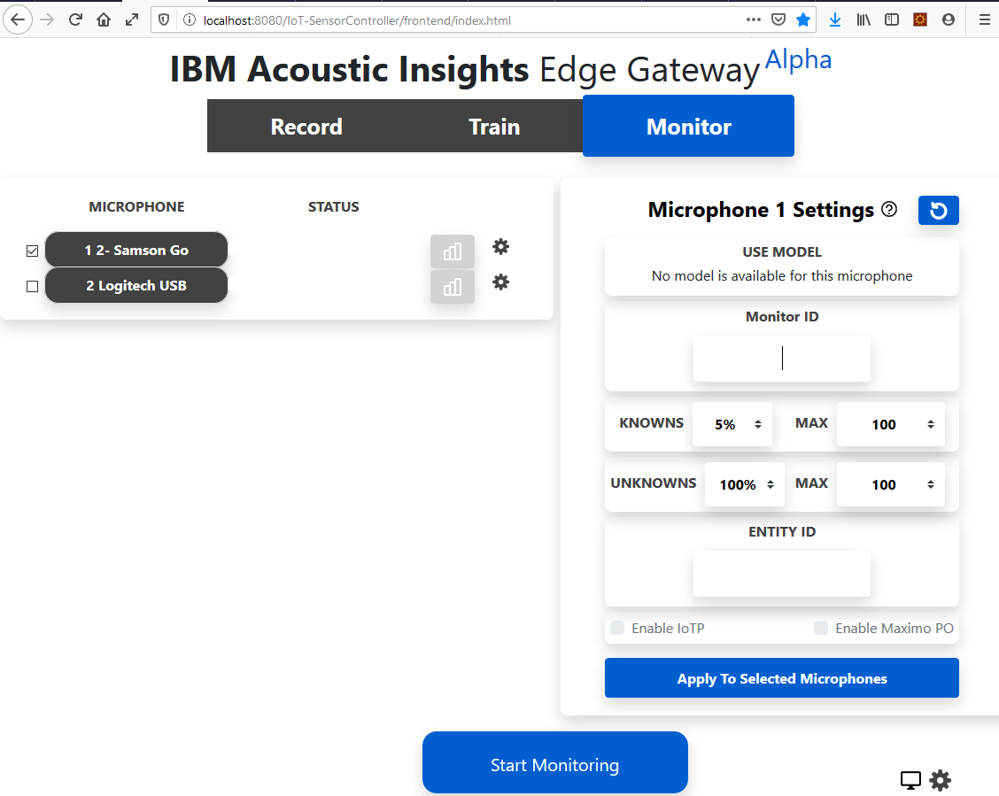 localhost:8080/IoT-SensorController/frontend/index.html
IBM Acoustic Insights Edge Gateway Alpha
Record Train Monitor
MICROPHONE STATUS
1 2- Samson Go
2 Logitech USB
Microphone 1 Settings
USE MODEL
No model is available for this microphone
Monitor ID
KNOWNS 5% MAX 100
UNKNOWNS 100% MAX 100
ENTITY ID
Enable IoTP Enable Maximo PO
Apply To Selected Microphones
Start Monitoring